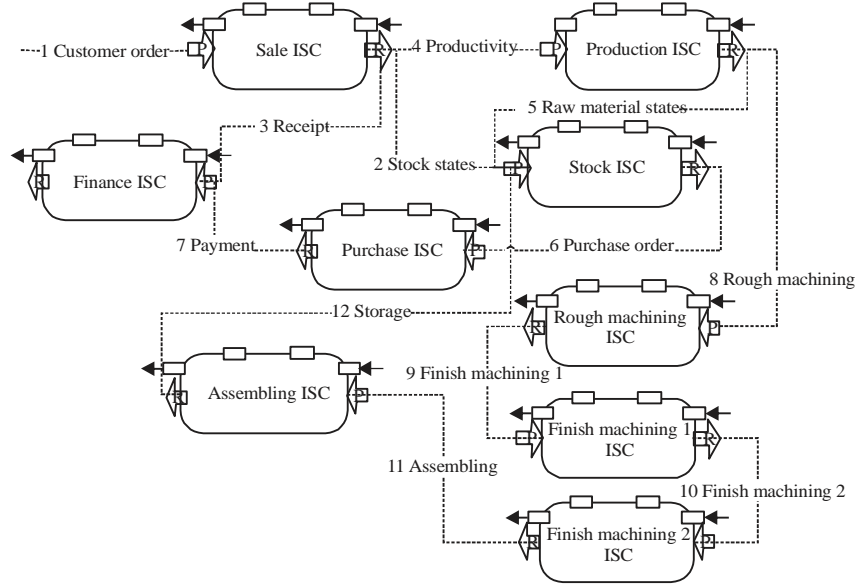 1 Customer order
P
Sale ISC
R
4 Productivity
P
Production ISC
R
5 Raw material states
3 Receipt
R
Finance ISC
P
2 Stock states
P
Stock ISC
R
7 Payment
R
Purchase ISC
P
6 Purchase order
8 Rough machining
12 Storage
R
Rough machining
ISC
P
R
Assembling ISC
P
9 Finish machining 1
P
Finish machining 1
ISC
R
11 Assembling
10 Finish machining 2
R
Finish machining 2
ISC
P